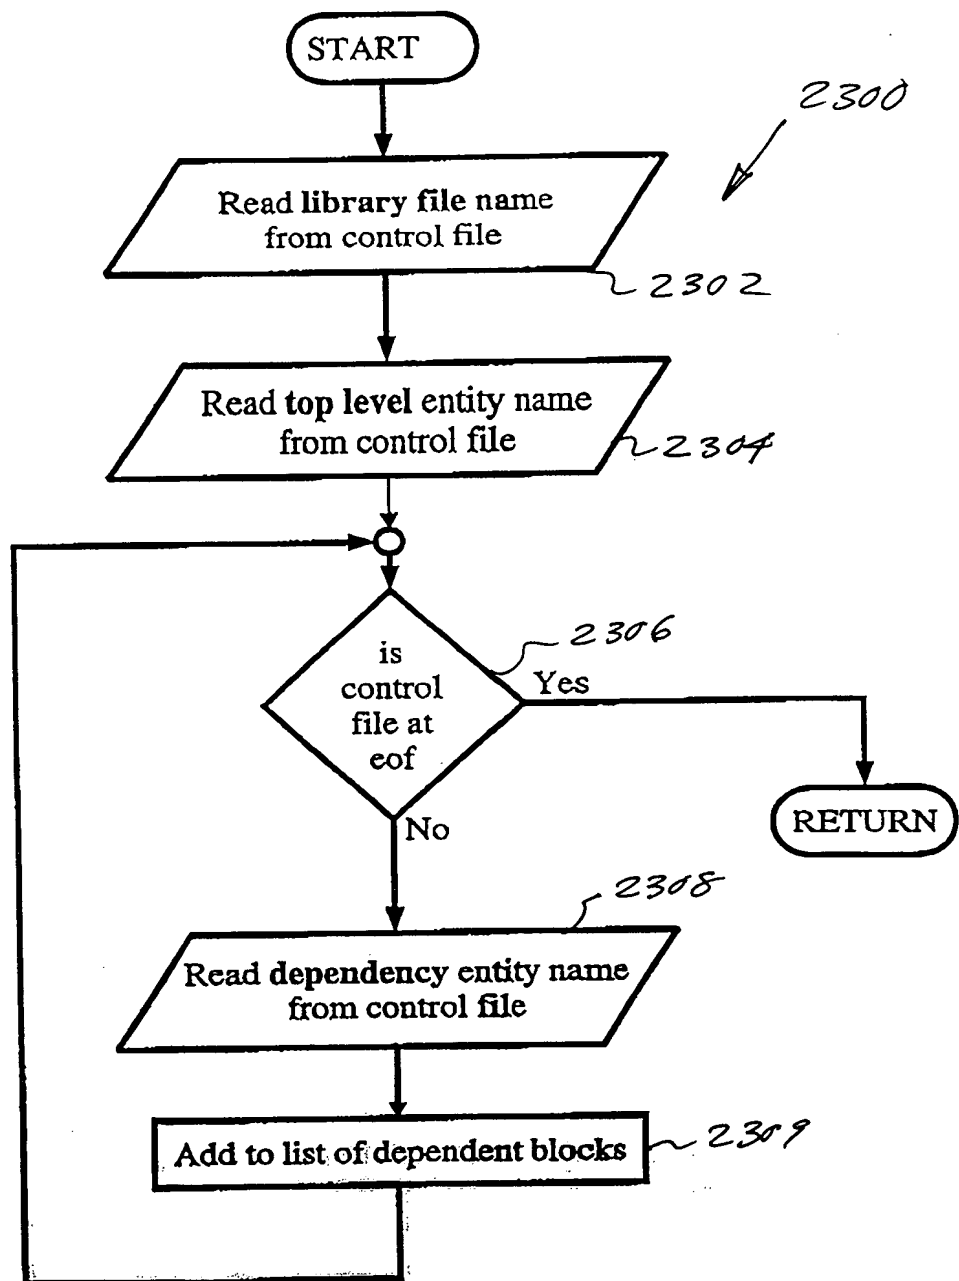 START
2300
Read library file name
from control file
2302
Read top level entity name
from control file
2304
2306
is
control
file at
eof
Yes
No
RETURN
2308
Read dependency entity name
from control file
Add to list of dependent blocks
2309